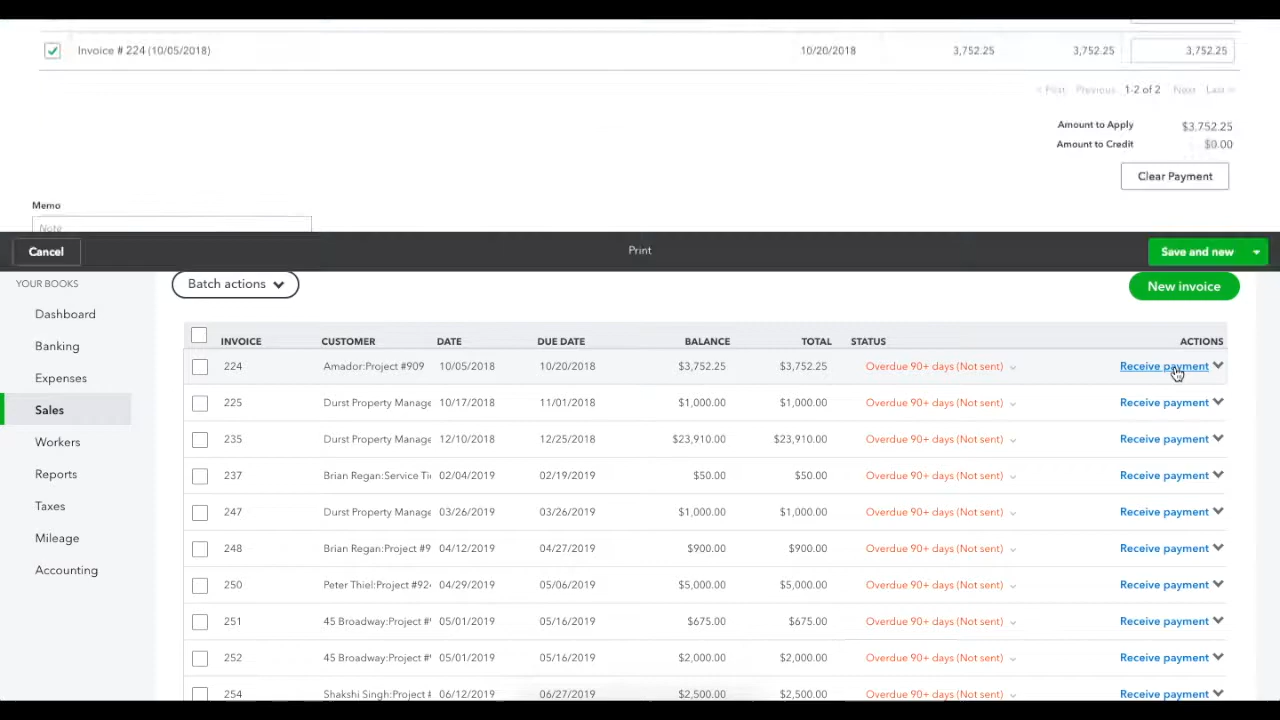 Invoice # 224 (10/05/2018) 10/20/2018 3,752.25 3,752.25 3,752.25
< First Previous 1-2 of 2 Next Last >
Amount to Apply $3,752.25
Amount to Credit $0.00
Clear Payment
Memo
Note
Cancel Print Save and new
YOUR BOOKS Batch actions New invoice
Dashboard
Banking
Expenses
Sales
Workers
Reports
Taxes
Mileage
Accounting
INVOICE CUSTOMER DATE DUE DATE BALANCE TOTAL STATUS ACTIONS
224 Amador:Project #909 10/05/2018 10/20/2018 $3,752.25 $3,752.25 Overdue 90+ days (Not sent) Receive payment
225 Durst Property Manage 10/17/2018 11/01/2018 $1,000.00 $1,000.00 Overdue 90+ days (Not sent) Receive payment
235 Durst Property Manage 12/10/2018 12/25/2018 $23,910.00 $23,910.00 Overdue 90+ days (Not sent) Receive payment
237 Brian Regan:Service Ti 02/04/2019 02/19/2019 $50.00 $50.00 Overdue 90+ days (Not sent) Receive payment
247 Durst Property Manage 03/26/2019 03/26/2019 $1,000.00 $1,000.00 Overdue 90+ days (Not sent) Receive payment
248 Brian Regan:Project #9 04/12/2019 04/27/2019 $900.00 $900.00 Overdue 90+ days (Not sent) Receive payment
250 Peter Thiel:Project #92 04/29/2019 05/06/2019 $5,000.00 $5,000.00 Overdue 90+ days (Not sent) Receive payment
251 45 Broadway:Project #9 05/01/2019 05/16/2019 $675.00 $675.00 Overdue 90+ days (Not sent) Receive payment
252 45 Broadway:Project #9 05/01/2019 05/16/2019 $2,000.00 $2,000.00 Overdue 90+ days (Not sent) Receive payment
254 Shakshi Singh:Project # 06/12/2019 06/27/2019 $2,500.00 $2,500.00 Overdue 90+ days (Not sent) Receive payment